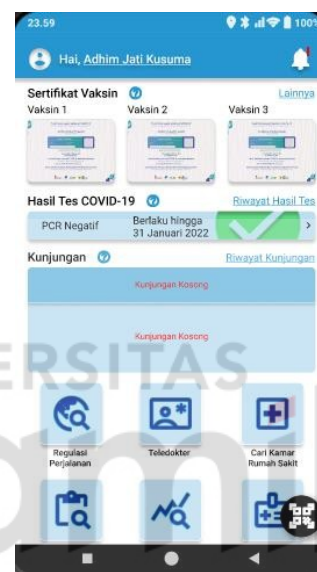 23.59 100%
Hai, Adhim Jati Kusuma
Sertifikat Vaksin ? Lainnya
Vaksin 1 Vaksin 2 Vaksin 3
Hasil Tes COVID-19 ? Riwayat Hasil Tes
PCR Negatif Berlaku hingga
31 Januari 2022
Kunjungan ? Riwayat Kunjungan
Kunjungan Kosong
Kunjungan Kosong
ERSITAS
Regulasi
Perjalanan
Teledokter
Cari Kamar
Rumah Sakit